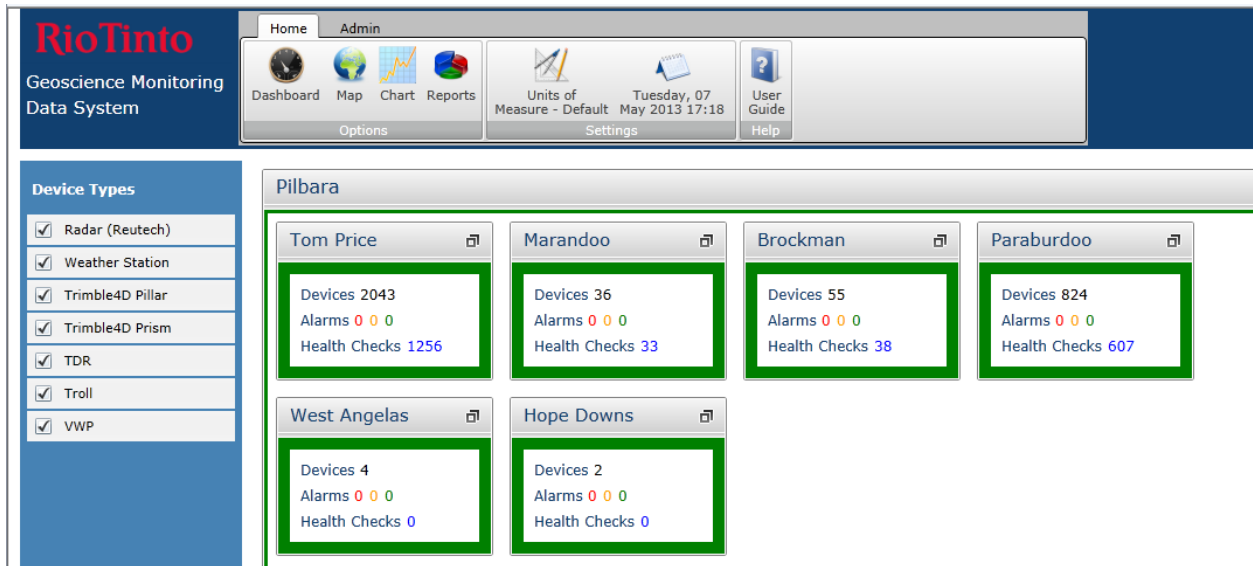 RioTinto
Geoscience Monitoring
Data System
Home Admin
Dashboard Map Chart Reports
Options
Units of
Measure - Default
Tuesday, 07
May 2013 17:18
Settings
User
Guide
Help
Device Types
Radar (Reutech)
Weather Station
Trimble4D Pillar
Trimble4D Prism
TDR
Troll
VWP
Pilbara
Tom Price
Devices 2043
Alarms 0 0 0
Health Checks 1256
Marandoo
Devices 36
Alarms 0 0 0
Health Checks 33
Brockman
Devices 55
Alarms 0 0 0
Health Checks 38
Paraburdoo
Devices 824
Alarms 0 0 0
Health Checks 607
West Angelas
Devices 4
Alarms 0 0 0
Health Checks 0
Hope Downs
Devices 2
Alarms 0 0 0
Health Checks 0